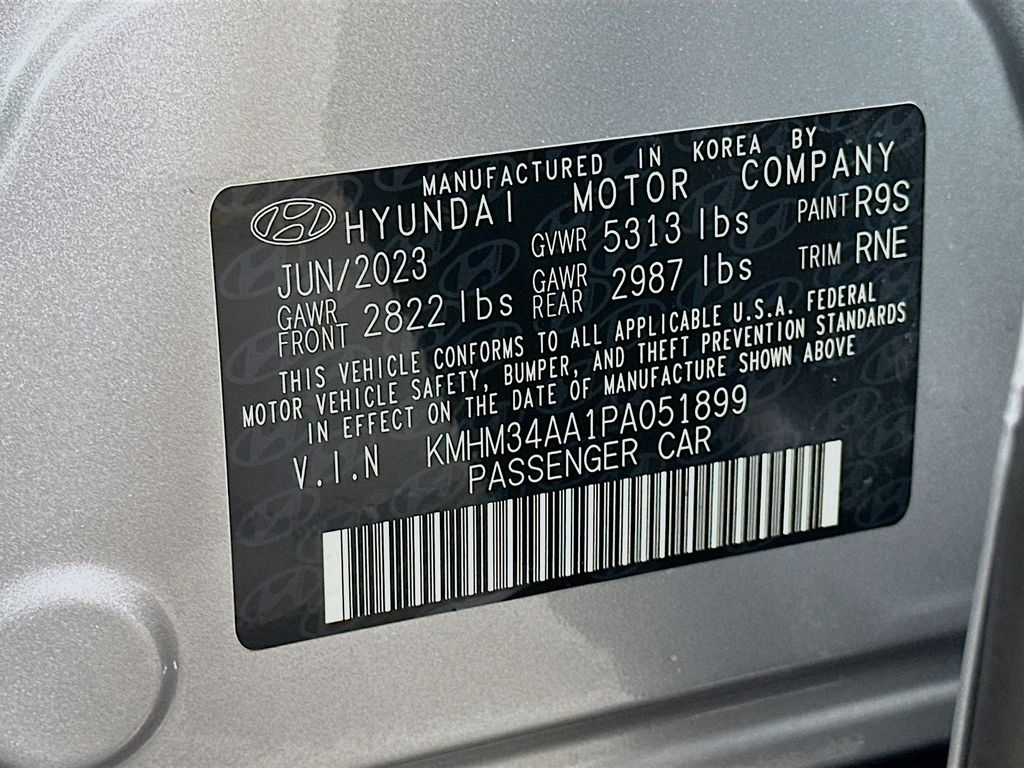 MANUFACTURED IN KOREA BY
HYUNDAI MOTOR COMPANY
JUN/2023 GVWR 5313 lbs PAINT R9S
GAWR FRONT 2822 lbs GAWR REAR 2987 lbs TRIM RNE
THIS VEHICLE CONFORMS TO ALL APPLICABLE U.S.A. FEDERAL
MOTOR VEHICLE SAFETY, BUMPER, AND THEFT PREVENTION STANDARDS
IN EFFECT ON THE DATE OF MANUFACTURE SHOWN ABOVE
V.I.N KMHM34AA1PA051899
PASSENGER CAR